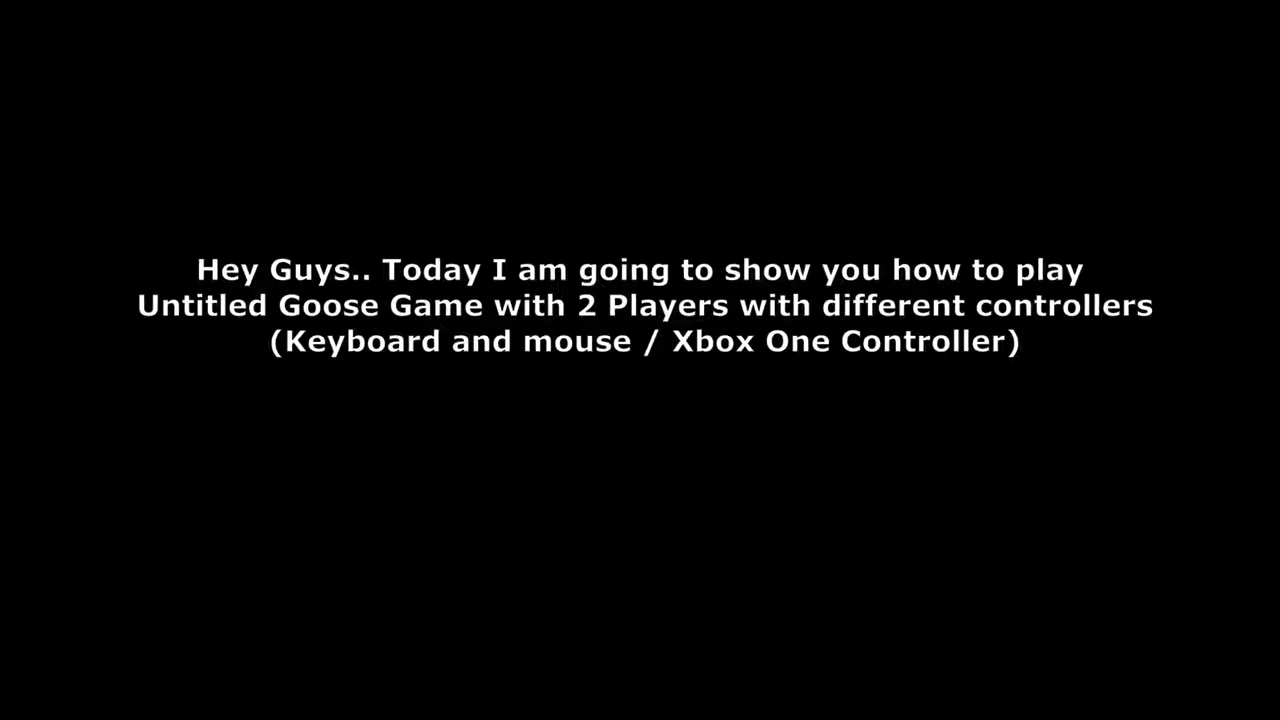 Hey Guys.. Today I am going to show you how to play
Untitled Goose Game with 2 Players with different controllers
(Keyboard and mouse / Xbox One Controller)